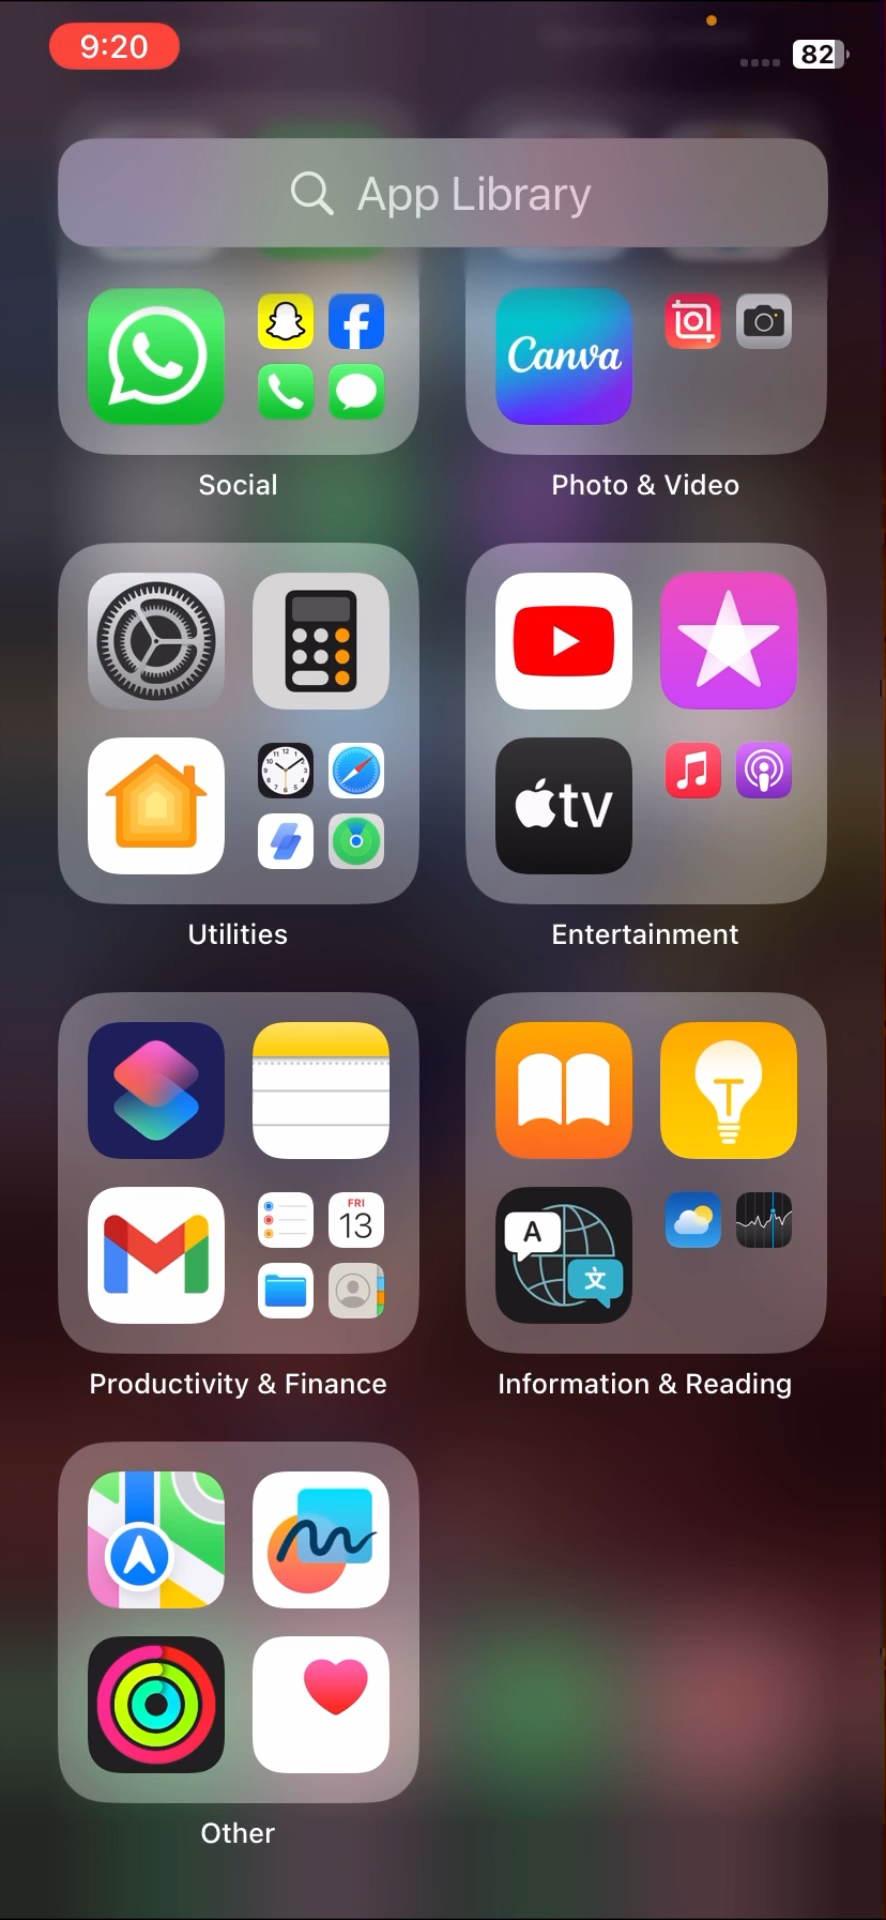 9:20
82
App Library
Canva
Social
Photo & Video
tv
Utilities
Entertainment
A
文
FRI
13
Productivity & Finance
Information & Reading
Other